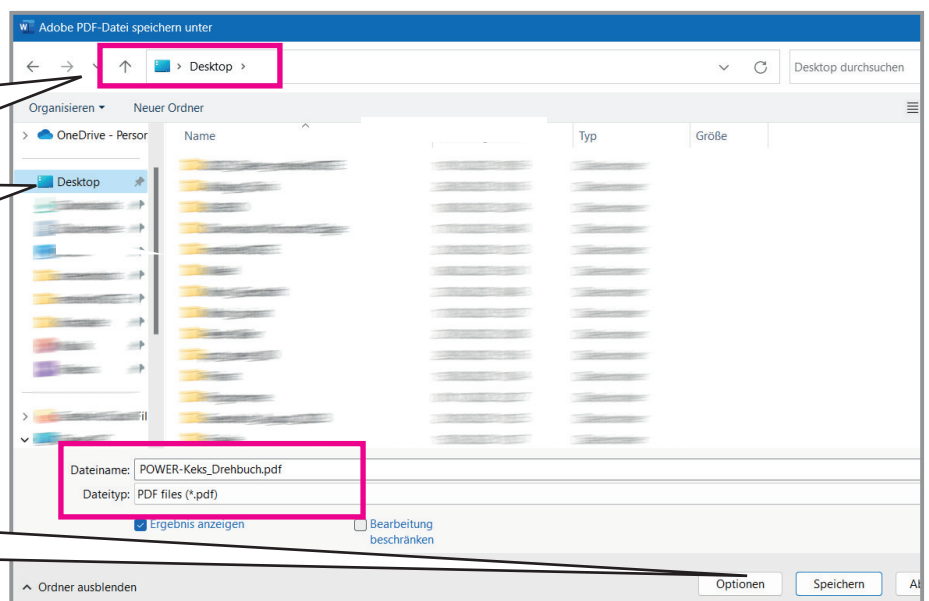 Adobe PDF-Datei speichern unter
Desktop
Desktop durchsuchen
Organisieren
Neuer Ordner
OneDrive - Person
Name
Typ
Größe
Desktop
Dateiname: POWER-Keks_Drehbuch.pdf
Dateityp: PDF files (*.pdf)
Ergebnis anzeigen
Bearbeitung
beschränken
Ordner ausblenden
Optionen
Speichern